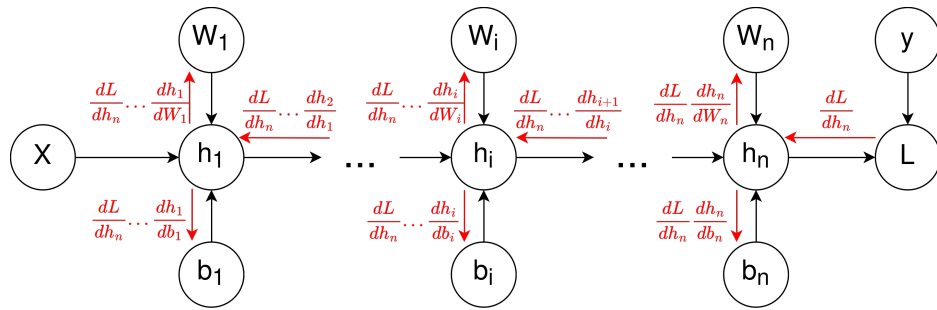 W₁ Wᵢ Wₙ y
dL/dhₙ ... dh₁/dW₁ dL/dhₙ ... dh₂/dh₁ dL/dhₙ ... dhᵢ/dWᵢ dL/dhₙ ... dhᵢ₊₁/dhᵢ dL/dhₙ dhₙ/dWₙ dL/dhₙ
X h₁ ... hᵢ ... hₙ L
dL/dhₙ ... dh₁/db₁ dL/dhₙ ... dhᵢ/dbᵢ dL/dhₙ dhₙ/dbₙ
b₁ bᵢ bₙ